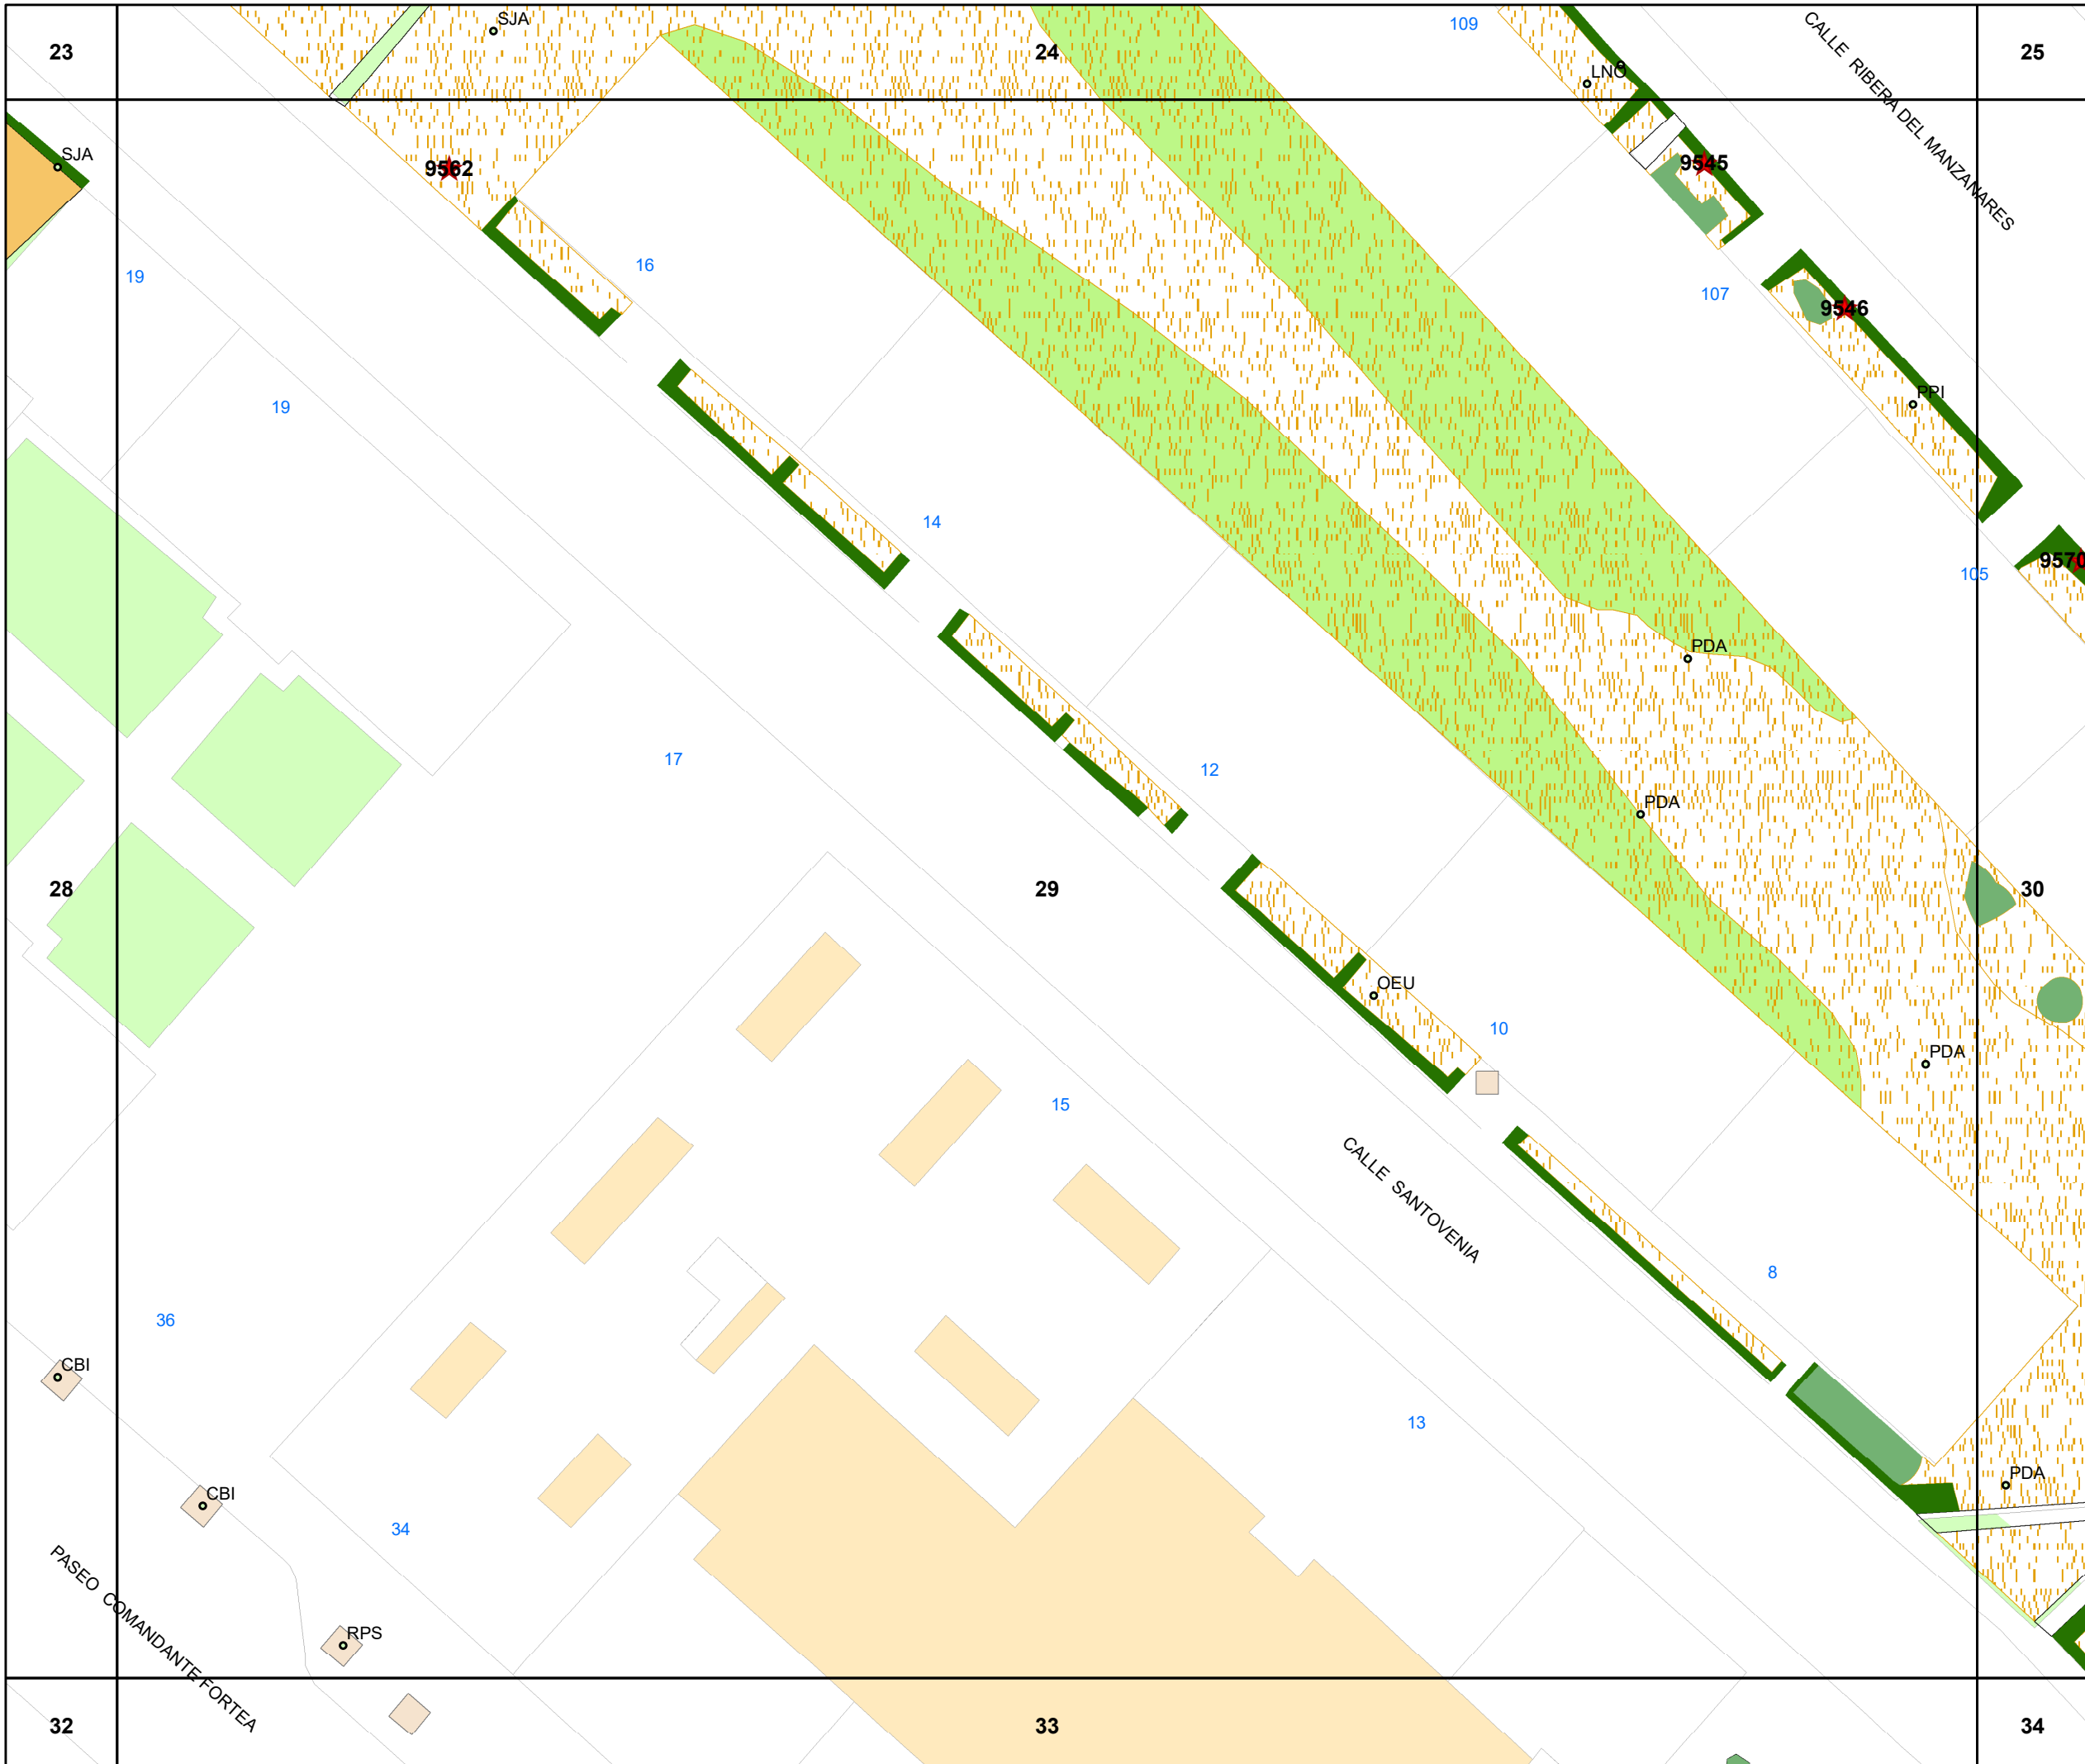 23
SJA
24
109
LNO
CALLE RIBERA DEL MANZANARES
25
SJA
9562
9545
19
16
107
9546
19
PPI
14
9570
105
PDA
17
12
PDA
28
29
30
OEU
10
PDA
15
CALLE SANTOVENIA
8
36
CBI
13
CBI
PDA
34
PASEO COMANDANTE FORTEA
RPS
32
33
34